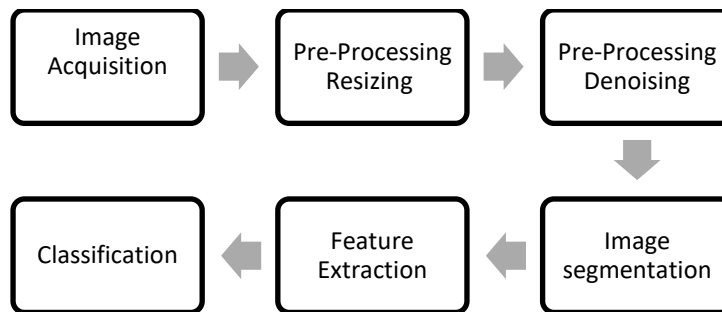 Image
Acquisition
Pre-Processing
Resizing
Pre-Processing
Denoising
Image
segmentation
Feature
Extraction
Classification